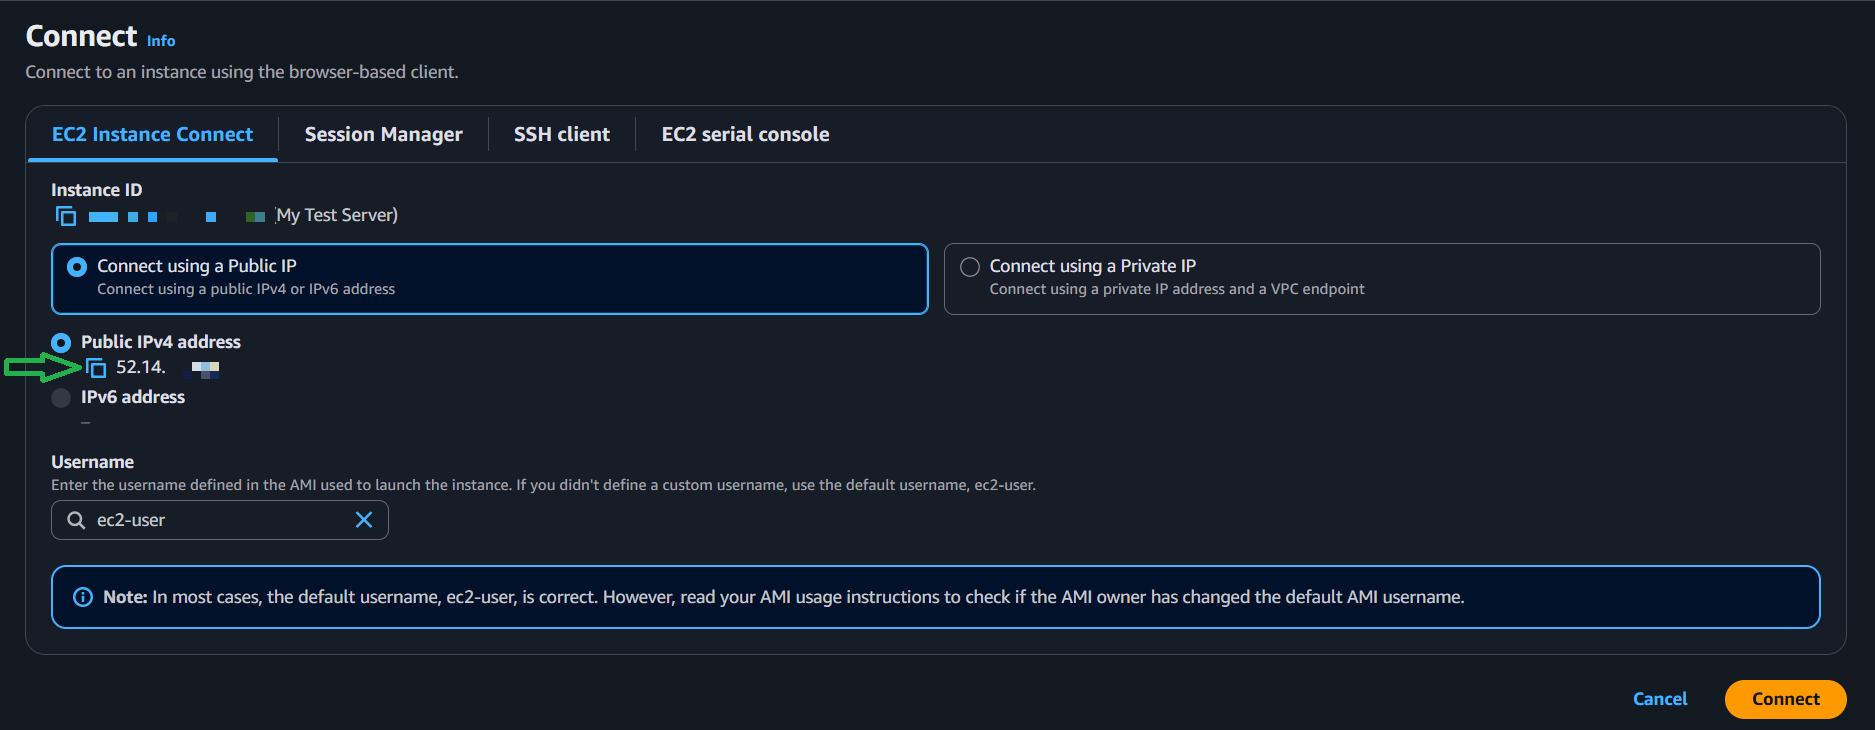 Connect Info
Connect to an instance using the browser-based client.
EC2 Instance Connect Session Manager SSH client EC2 serial console
Instance ID
(My Test Server)
Connect using a Public IP
Connect using a public IPv4 or IPv6 address
Connect using a Private IP
Connect using a private IP address and a VPC endpoint
Public IPv4 address
52.14.
IPv6 address
–
Username
Enter the username defined in the AMI used to launch the instance. If you didn't define a custom username, use the default username, ec2-user.
ec2-user
Note: In most cases, the default username, ec2-user, is correct. However, read your AMI usage instructions to check if the AMI owner has changed the default AMI username.
Cancel Connect